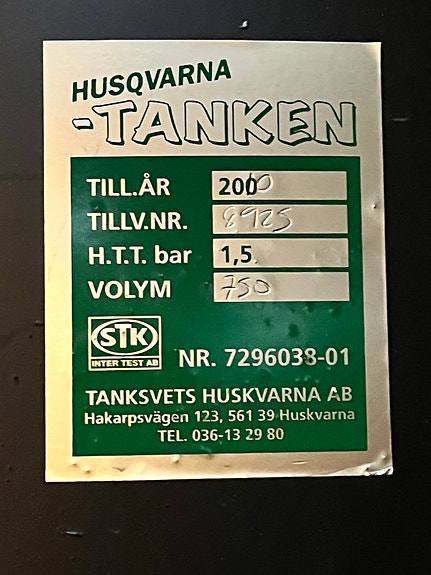 HUSQVARNA
-TANKEN
TILL.ÅR 2000
TILLV.NR. 8925
H.T.T. bar 1,5
VOLYM 750
STK
INTER TEST AB
NR. 7296038-01
TANKSVETS HUSKVARNA AB
Hakarpsvägen 123, 561 39 Huskvarna
TEL. 036-13 29 80